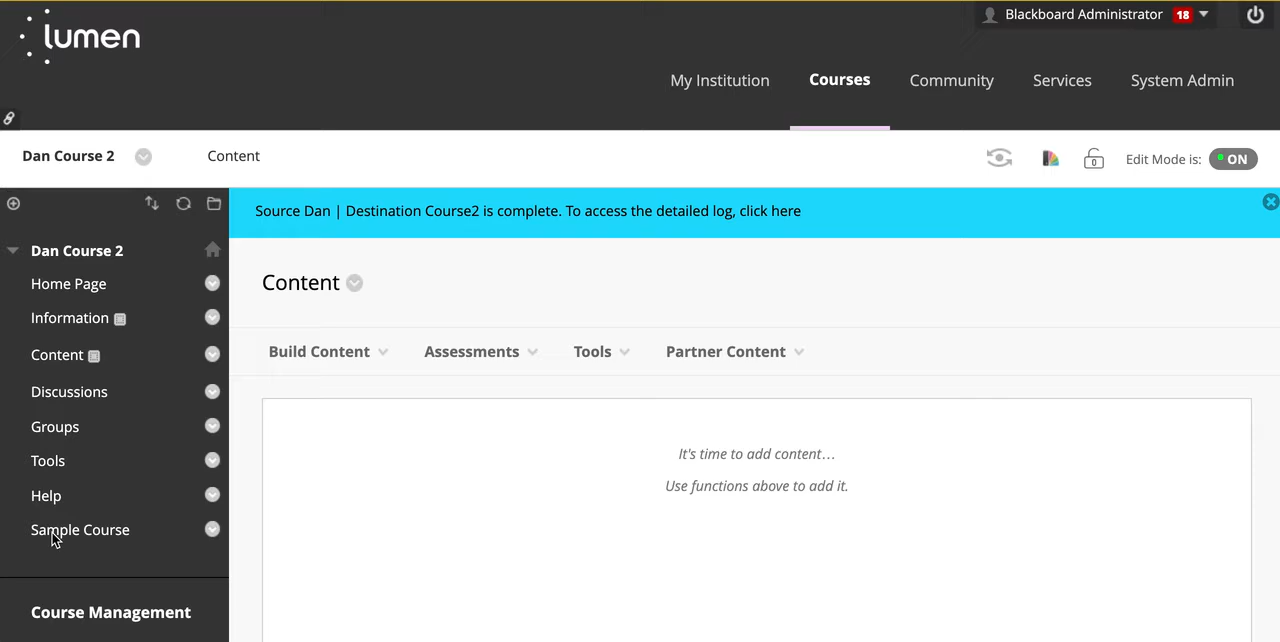 lumen
Blackboard Administrator 18
My Institution Courses Community Services System Admin
Dan Course 2 Content 0 Edit Mode is: ON
Source Dan | Destination Course2 is complete. To access the detailed log, click here
Dan Course 2
Home Page
Information
Content
Discussions
Groups
Tools
Help
Sample Course
Course Management
Content
Build Content Assessments Tools Partner Content
It's time to add content…
Use functions above to add it.